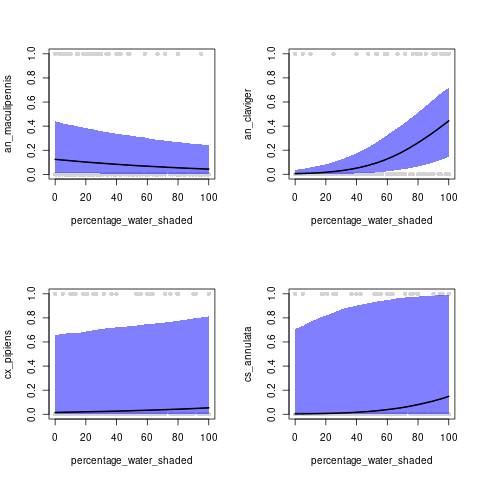 an_maculipennis
0.0 0.2 0.4 0.6 0.8 1.0
0 20 40 60 80 100
percentage_water_shaded
an_claviger
0.0 0.2 0.4 0.6 0.8 1.0
0 20 40 60 80 100
percentage_water_shaded
cx_pipiens
0.0 0.2 0.4 0.6 0.8 1.0
0 20 40 60 80 100
percentage_water_shaded
cs_annulata
0.0 0.2 0.4 0.6 0.8 1.0
0 20 40 60 80 100
percentage_water_shaded